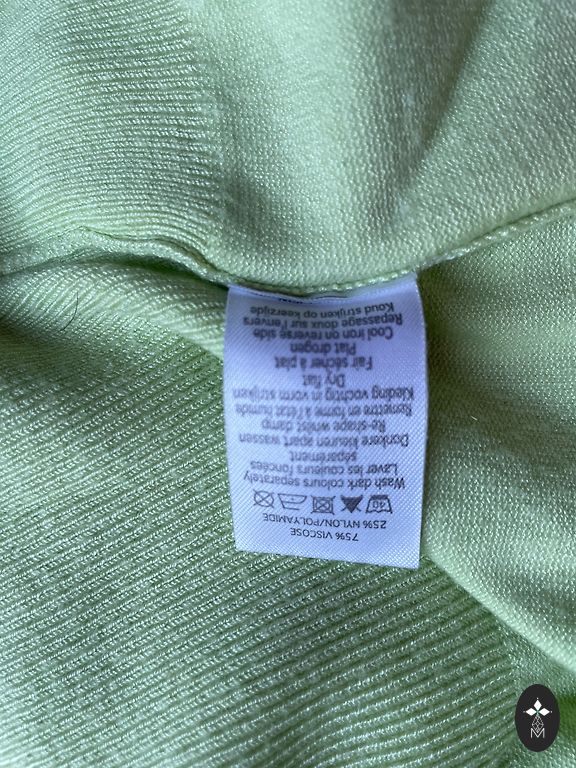 75% VISCOSE
25% NYLON/POLYAMIDE
40
Wash dark colours separately
Laver les couleurs foncées
séparément
Donkere kleuren apart wassen
Re-shape whilst damp
Remettre en forme à l'état humide
Kleding vochtig in vorm strijken
Dry flat
Fair sécher à plat
Plat drogen
Cool iron on reverse side
Repassage doux sur l'envers
Koud strijken op keerzijde
M